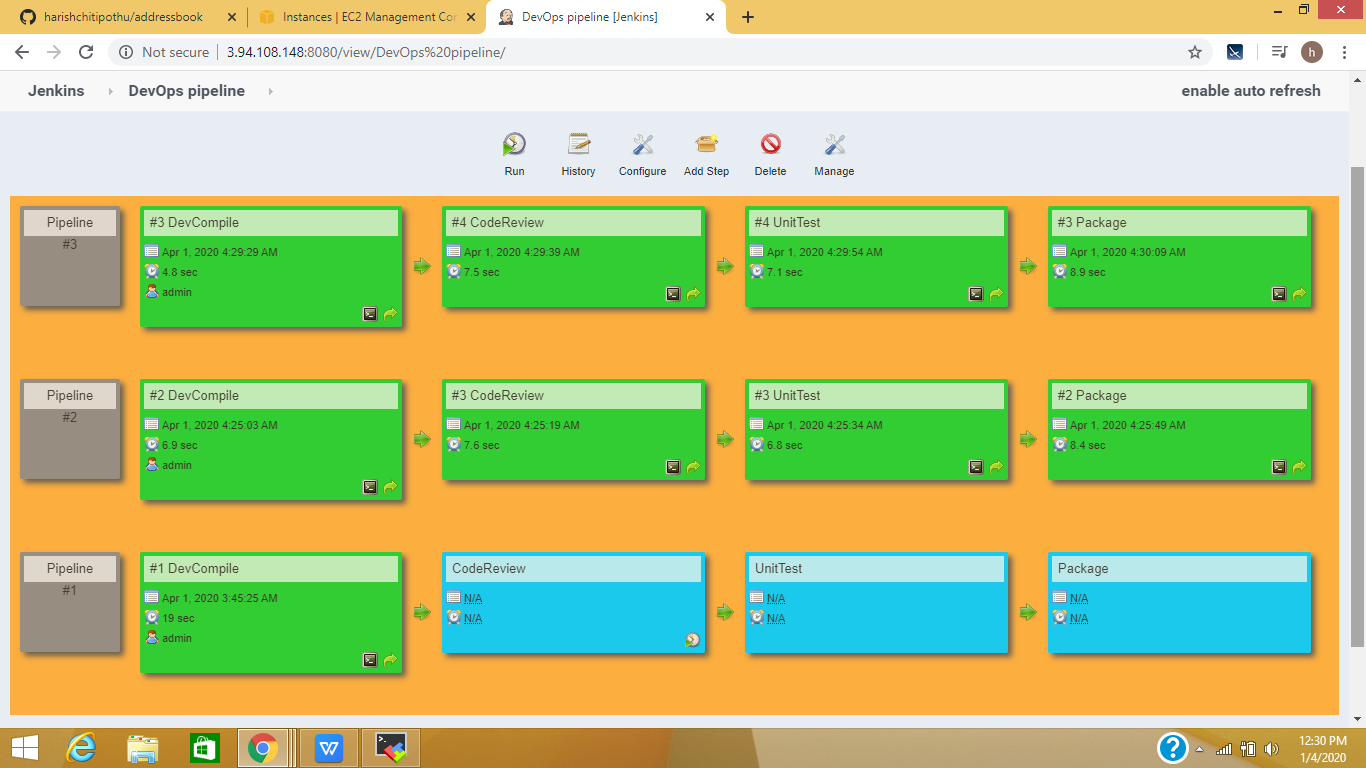 harishchitipothu/addressbook
Instances | EC2 Management Con
DevOps pipeline [Jenkins]
Not secure
3.94.108.148:8080/view/DevOps%20pipeline/
h
Jenkins
DevOps pipeline
enable auto refresh
Run
History
Configure
Add Step
Delete
Manage
Pipeline
#3
#3 DevCompile
Apr 1, 2020 4:29:29 AM
4.8 sec
admin
#4 CodeReview
Apr 1, 2020 4:29:39 AM
7.5 sec
#4 UnitTest
Apr 1, 2020 4:29:54 AM
7.1 sec
#3 Package
Apr 1, 2020 4:30:09 AM
8.9 sec
Pipeline
#2
#2 DevCompile
Apr 1, 2020 4:25:03 AM
6.9 sec
admin
#3 CodeReview
Apr 1, 2020 4:25:19 AM
7.6 sec
#3 UnitTest
Apr 1, 2020 4:25:34 AM
6.8 sec
#2 Package
Apr 1, 2020 4:25:49 AM
8.4 sec
Pipeline
#1
#1 DevCompile
Apr 1, 2020 3:45:25 AM
19 sec
admin
CodeReview
N/A
N/A
UnitTest
N/A
N/A
Package
N/A
N/A
12:30 PM
1/4/2020